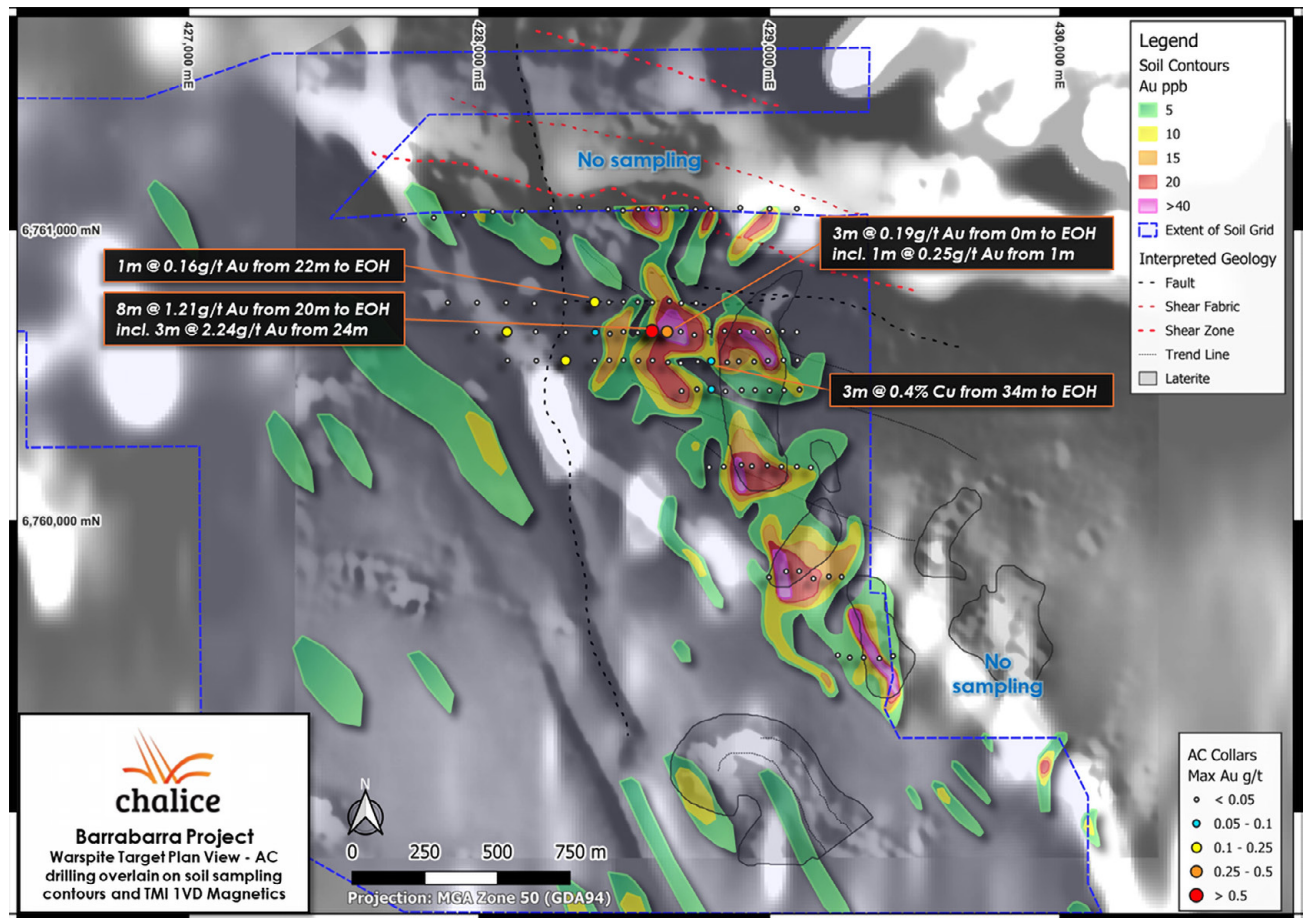 427,000 mE
428,000 mE
429,000 mE
430,000 mE
6,761,000 mN
6,760,000 mN
No sampling
3m @ 0.19g/t Au from 0m to EOH
incl. 1m @ 0.25g/t Au from 1m
1m @ 0.16g/t Au from 22m to EOH
8m @ 1.21g/t Au from 20m to EOH
incl. 3m @ 2.24g/t Au from 24m
3m @ 0.4% Cu from 34m to EOH
No
sampling
Legend
Soil Contours
Au ppb
5
10
15
20
>40
Extent of Soil Grid
Interpreted Geology
Fault
Shear Fabric
Shear Zone
Trend Line
Laterite
chalice
Barrabarra Project
Warspite Target Plan View - AC
drilling overlain on soil sampling
contours and TMI 1VD Magnetics
N
0 250 500 750 m
Projection: MGA Zone 50 (GDA94)
AC Collars
Max Au g/t
< 0.05
0.05 - 0.1
0.1 - 0.25
0.25 - 0.5
> 0.5